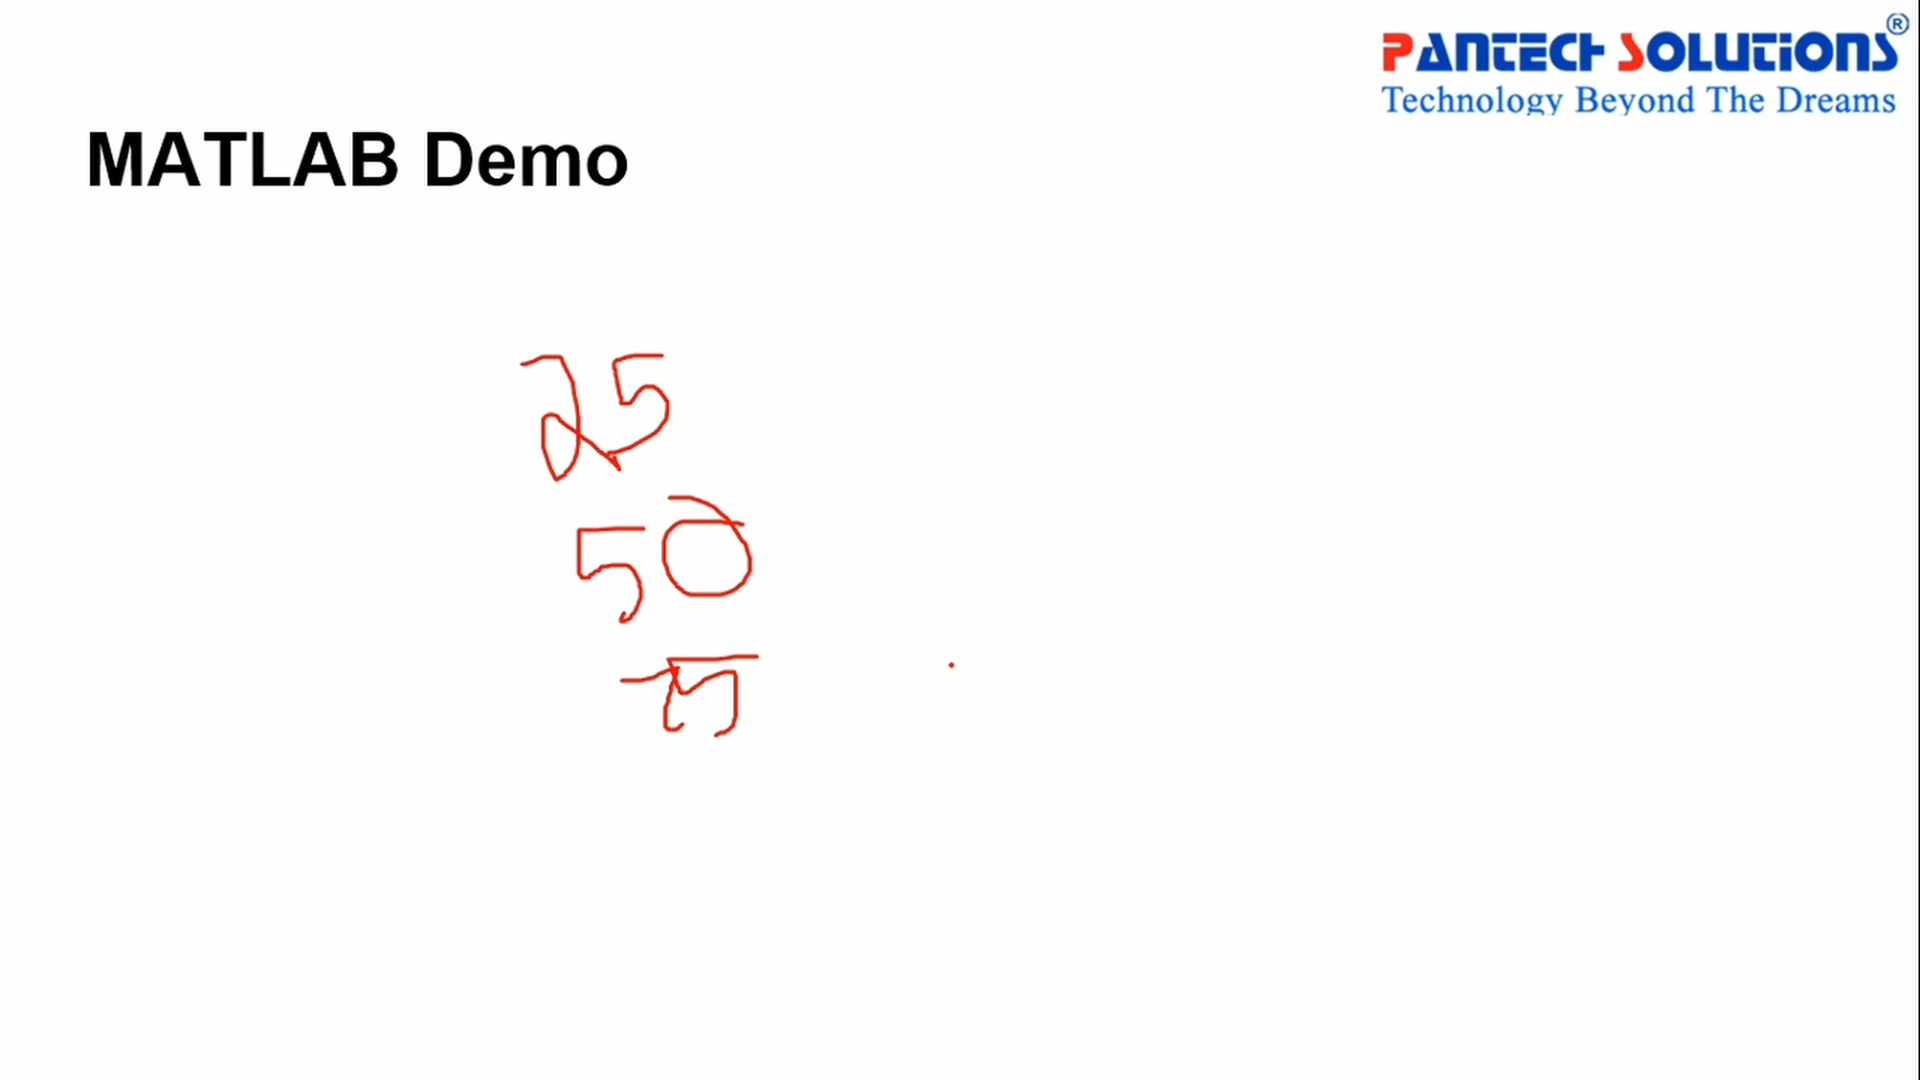 PANTECH SOLUTIONS®
Technology Beyond The Dreams
MATLAB Demo
25
50
75